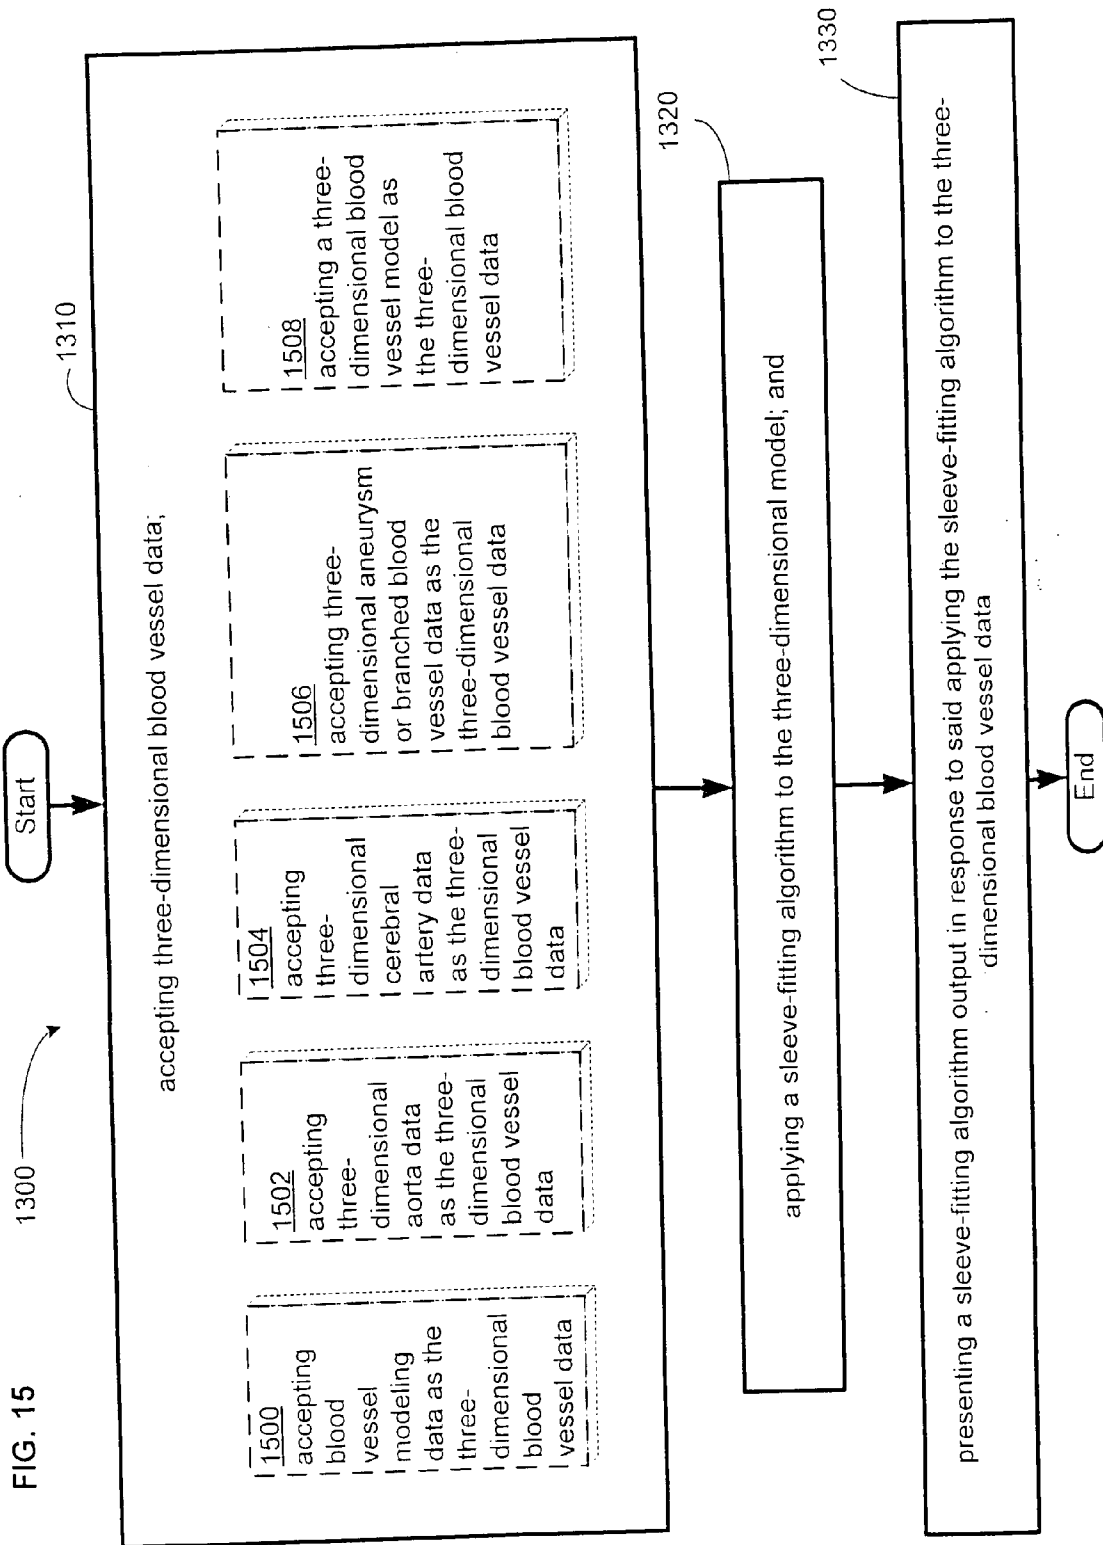 FIG. 15
1300
Start
1310
accepting three-dimensional blood vessel data;
1500
accepting
blood
vessel
modeling
data as the
three-
dimensional
blood
vessel data
1502
accepting
three-
dimensional
aorta data
as the three-
dimensional
blood vessel
data
1504
accepting
three-
dimensional
cerebral
artery data
as the three-
dimensional
blood vessel
data
1506
accepting three-
dimensional aneurysm
or branched blood
vessel data as the
three-dimensional
blood vessel data
1508
accepting a three-
dimensional blood
vessel model as
the three-
dimensional blood
vessel data
1320
applying a sleeve-fitting algorithm to the three-dimensional model; and
1330
presenting a sleeve-fitting algorithm output in response to said applying the sleeve-fitting algorithm to the three-
dimensional blood vessel data
End